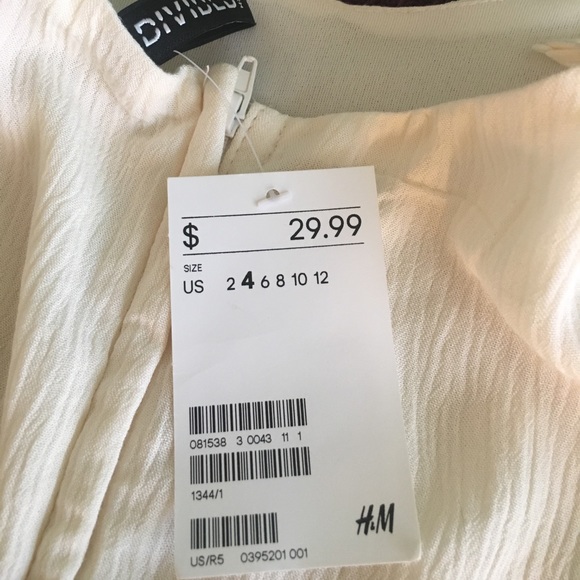 DIVIDED
$ 29.99
SIZE
US 2 4 6 8 10 12
081538 3 0043 11 1
1344/1
H&M
US/R5 0395201 001